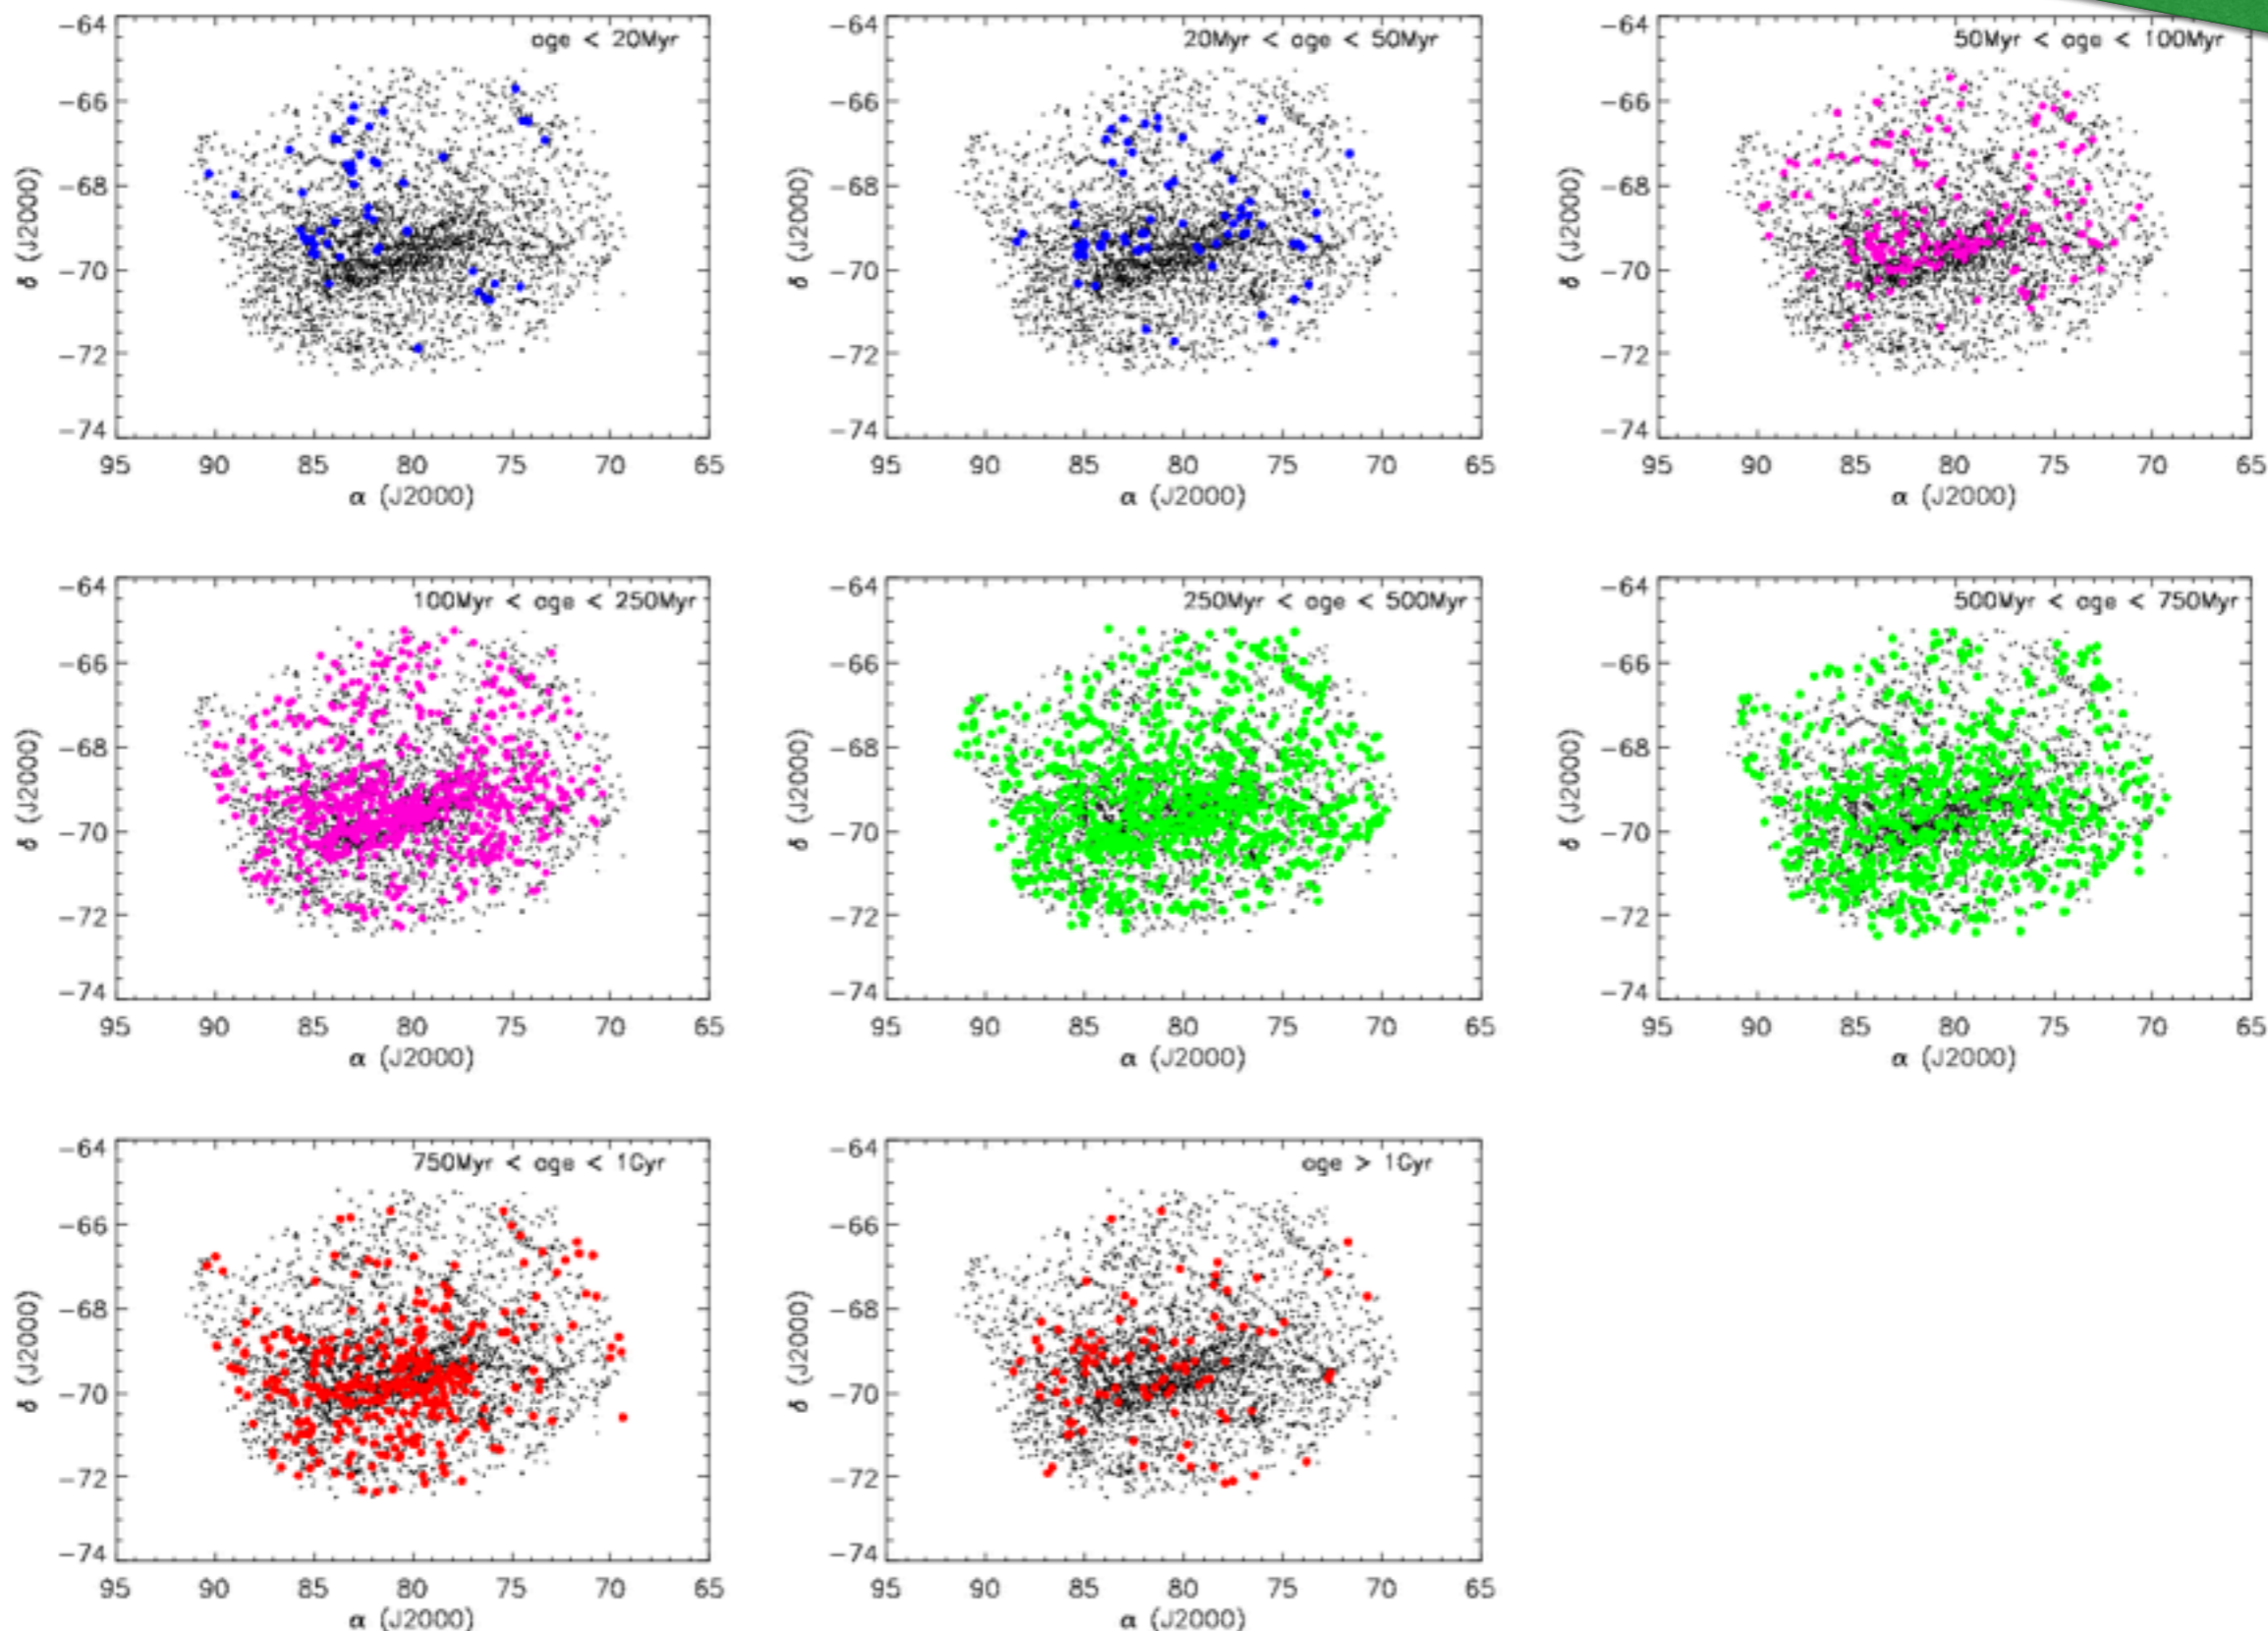 age < 20Myr
−64
−66
−68
−70
−72
−74
δ (J2000)
95 90 85 80 75 70 65
α (J2000)
20Myr < age < 50Myr
−64
−66
−68
−70
−72
−74
δ (J2000)
95 90 85 80 75 70 65
α (J2000)
50Myr < age < 100Myr
−64
−66
−68
−70
−72
−74
δ (J2000)
95 90 85 80 75 70 65
α (J2000)
100Myr < age < 250Myr
−64
−66
−68
−70
−72
−74
δ (J2000)
95 90 85 80 75 70 65
α (J2000)
250Myr < age < 500Myr
−64
−66
−68
−70
−72
−74
δ (J2000)
95 90 85 80 75 70 65
α (J2000)
500Myr < age < 750Myr
−64
−66
−68
−70
−72
−74
δ (J2000)
95 90 85 80 75 70 65
α (J2000)
750Myr < age < 1Gyr
−64
−66
−68
−70
−72
−74
δ (J2000)
95 90 85 80 75 70 65
α (J2000)
age > 1Gyr
−64
−66
−68
−70
−72
−74
δ (J2000)
95 90 85 80 75 70 65
α (J2000)